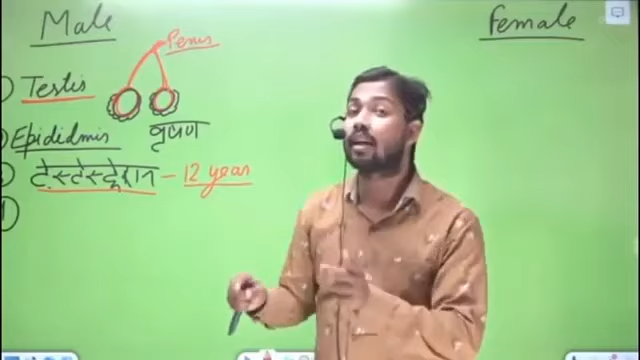 Male
Female
Penis
Testis
Epididmis
वृषण
टेस्टेस्ट्रोरान - 12 year